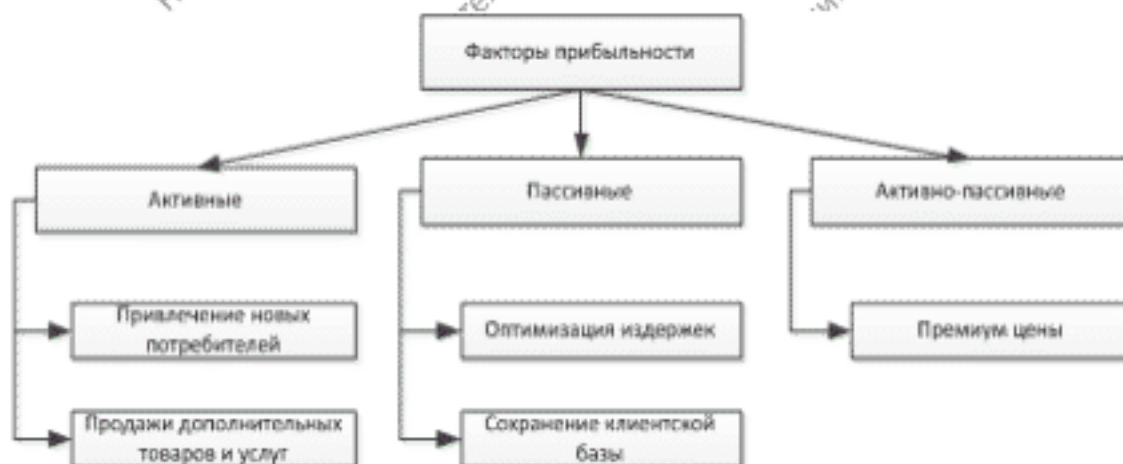 Факторы прибыльности
Активные
Пассивные
Активно-пассивные
Привлечение новых
потребителей
Оптимизация издержек
Премиум цены
Продажи дополнительных
товаров и услуг
Сохранение клиентской
базы